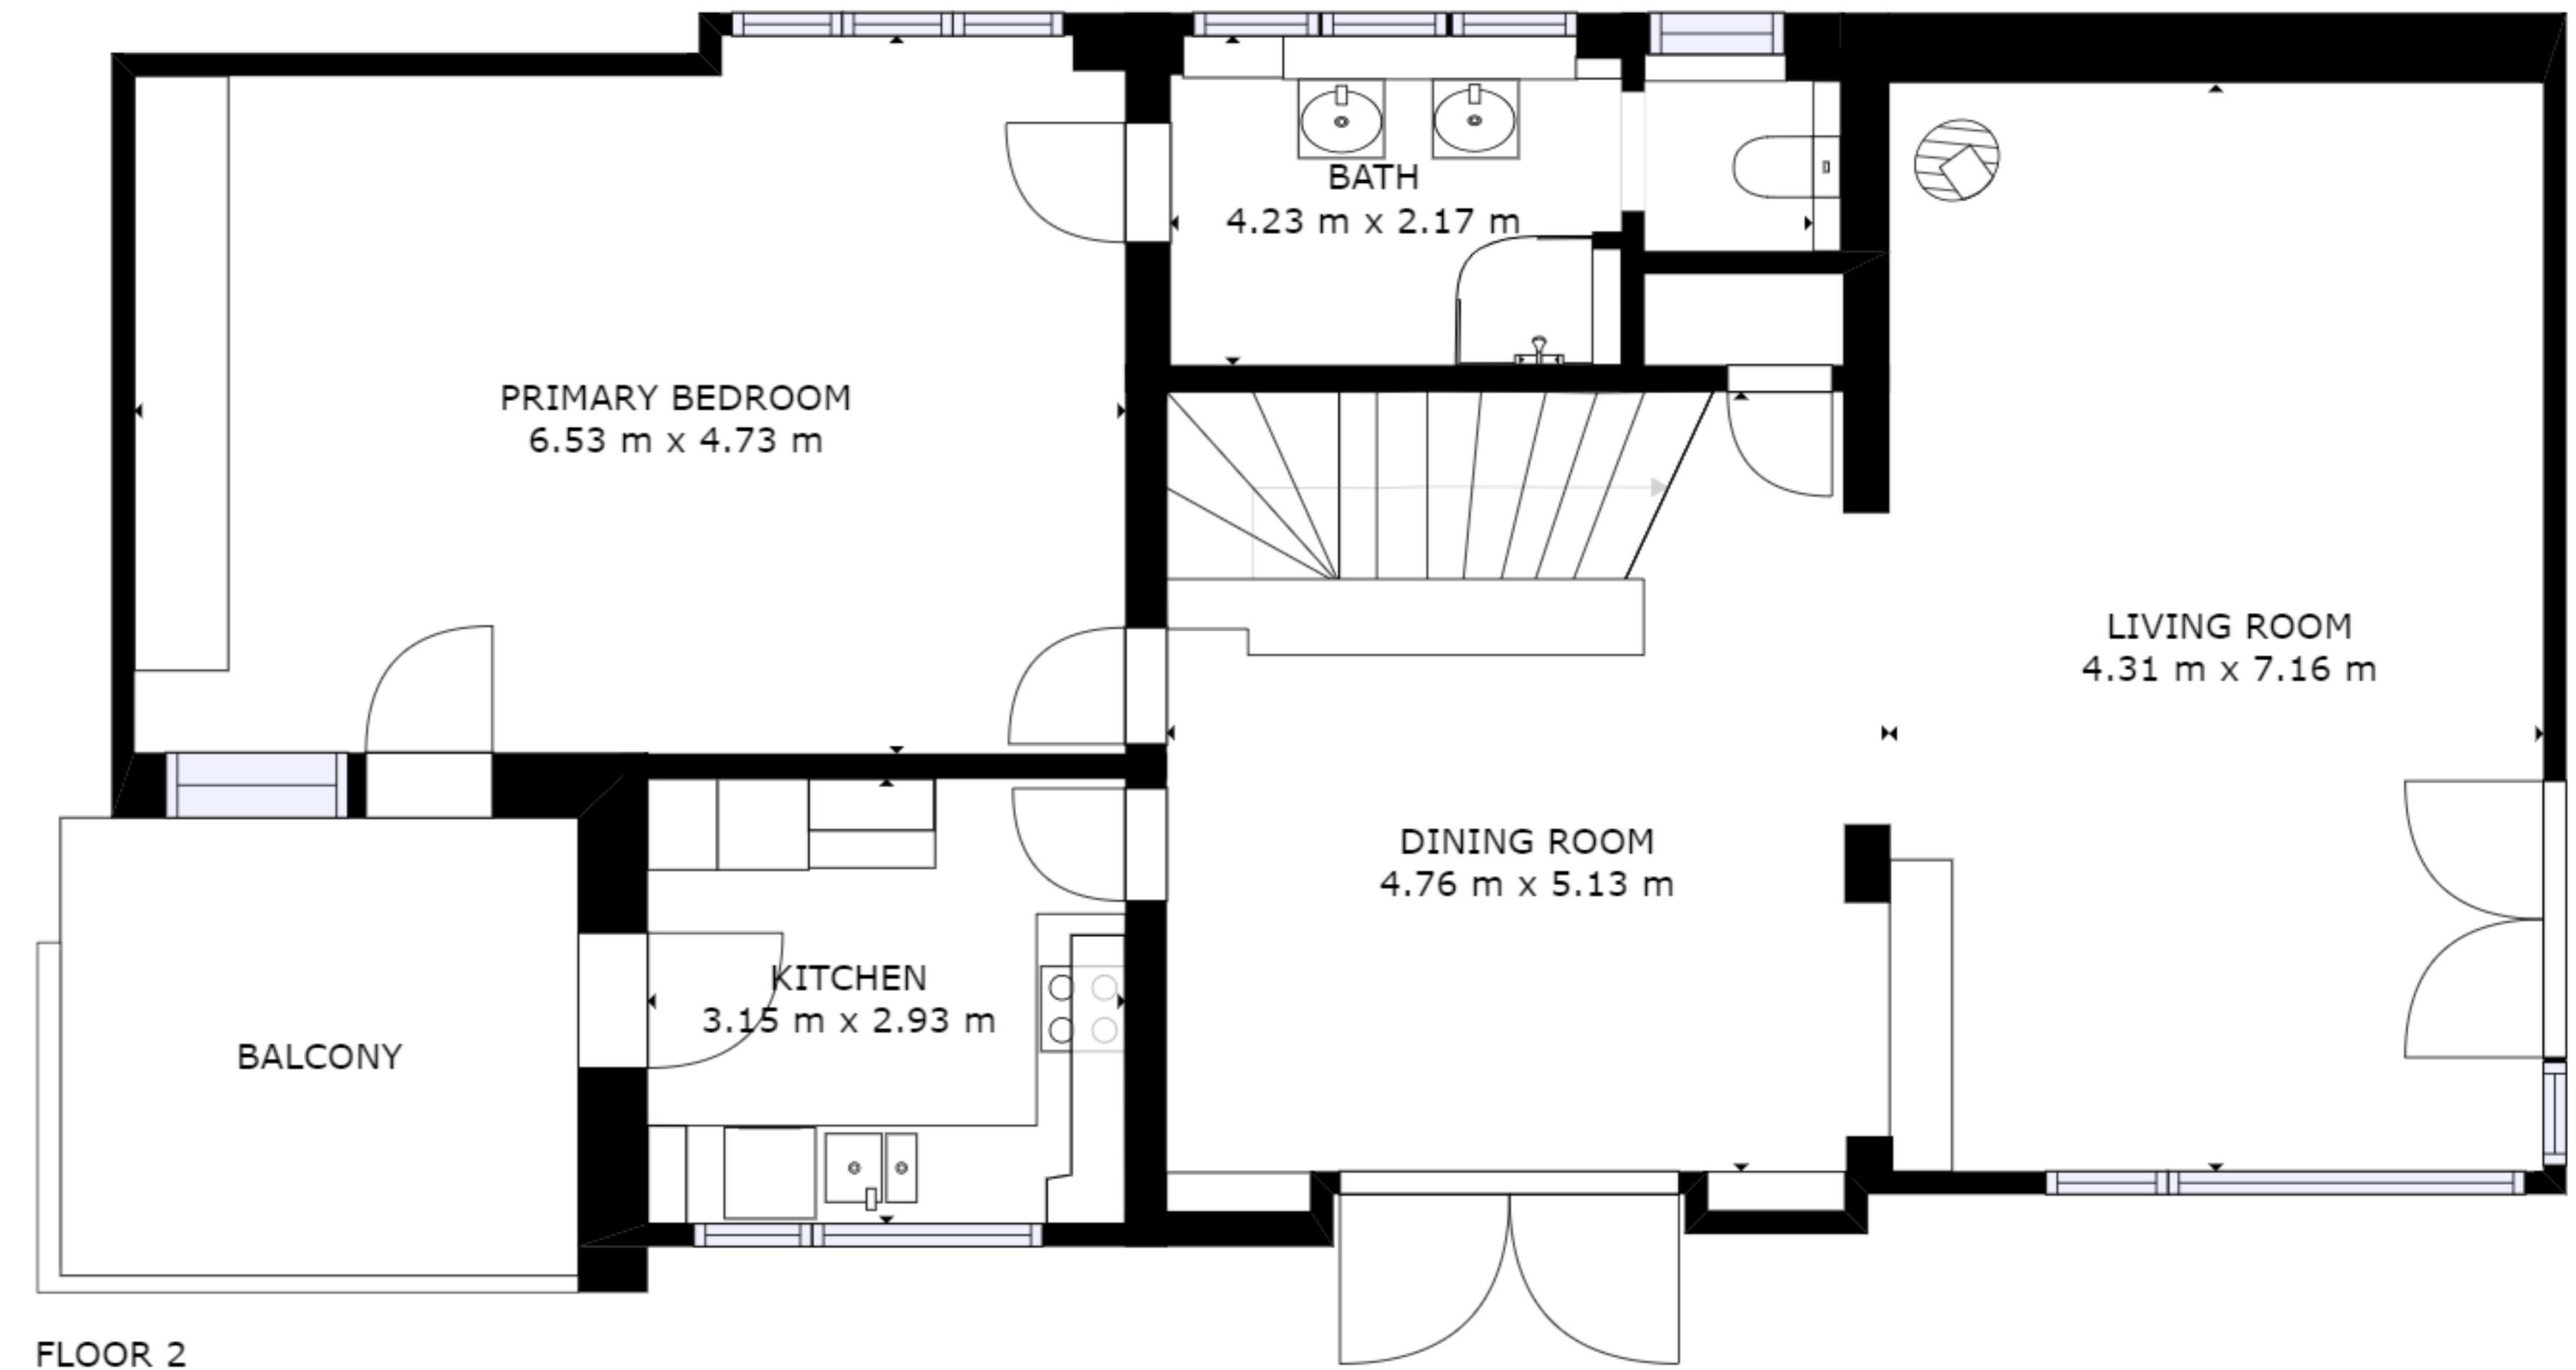 BATH
4.23 m x 2.17 m
PRIMARY BEDROOM
6.53 m x 4.73 m
LIVING ROOM
4.31 m x 7.16 m
DINING ROOM
4.76 m x 5.13 m
KITCHEN
3.15 m x 2.93 m
BALCONY
FLOOR 2